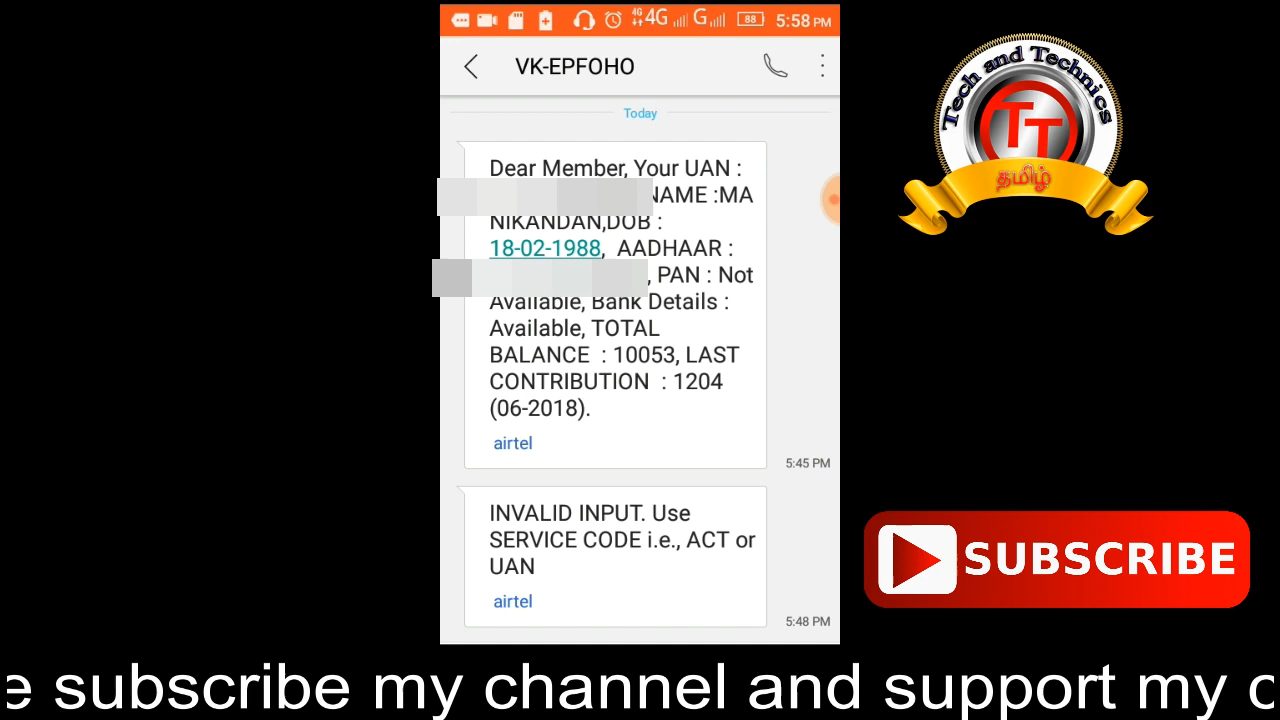 4G 4G G 88 5:58 PM
VK-EPFOHO
Today
Dear Member, Your UAN :
NAME :MA
NIKANDAN,DOB :
18-02-1988, AADHAAR :
, PAN : Not
Available, Bank Details :
Available, TOTAL
BALANCE : 10053, LAST
CONTRIBUTION : 1204
(06-2018).
airtel
5:45 PM
INVALID INPUT. Use
SERVICE CODE i.e., ACT or
UAN
airtel
5:48 PM
Tech and Technics
TT
தமிழ்
SUBSCRIBE
e subscribe my channel and support my c